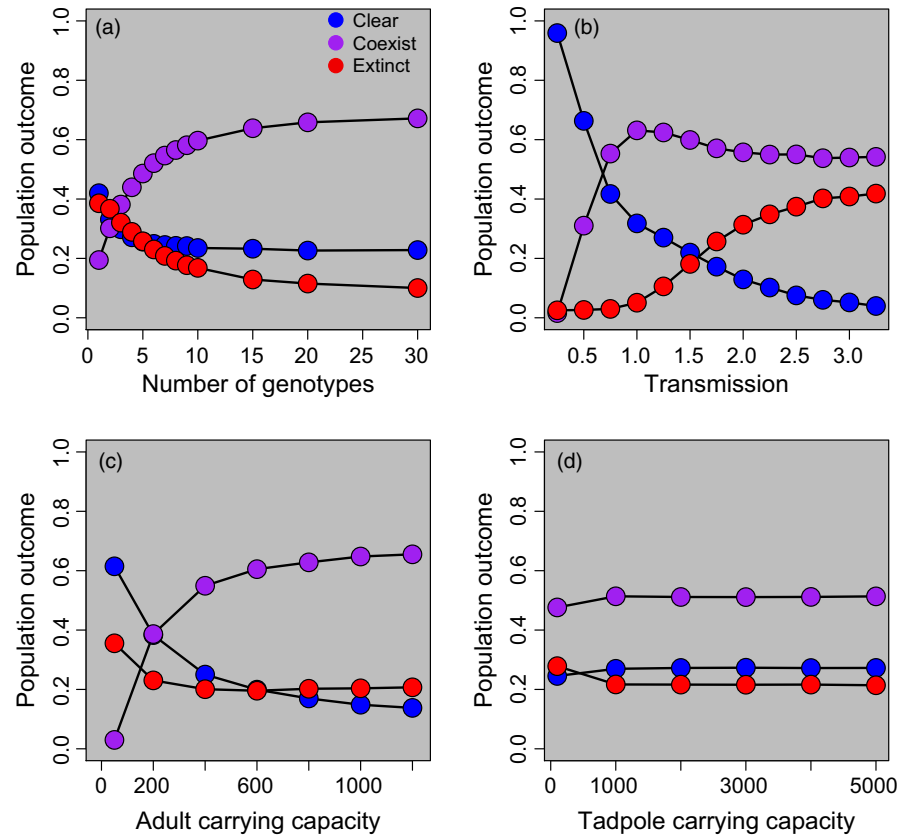 (a)
Clear
Coexist
Extinct
Population outcome
0.0 0.2 0.4 0.6 0.8 1.0
0 5 10 15 20 25 30
Number of genotypes
(b)
Population outcome
0.0 0.2 0.4 0.6 0.8 1.0
0.5 1.0 1.5 2.0 2.5 3.0
Transmission
(c)
Population outcome
0.0 0.2 0.4 0.6 0.8 1.0
0 200 400 600 1000
Adult carrying capacity
(d)
Population outcome
0.0 0.2 0.4 0.6 0.8 1.0
0 1000 3000 5000
Tadpole carrying capacity